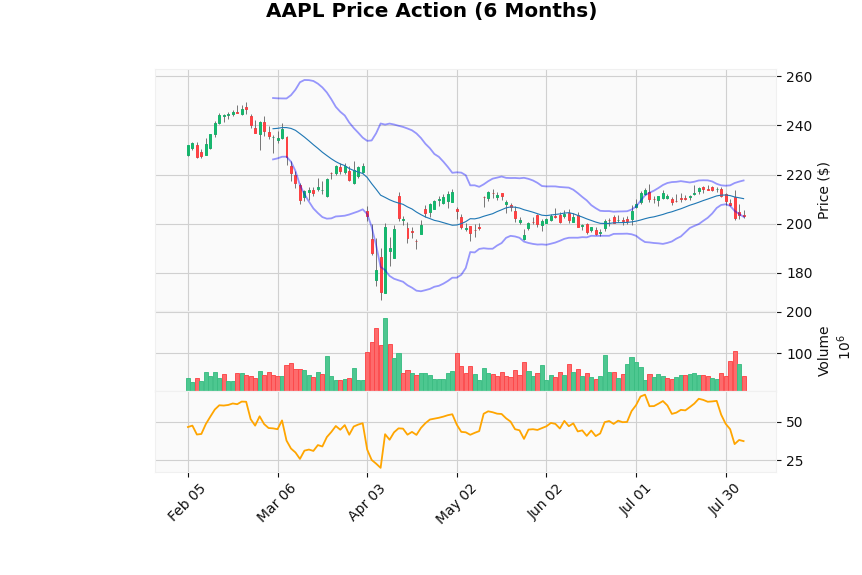 AAPL Price Action (6 Months)
260
240
220
200
180
Price ($)
200
100
Volume
10^6
50
25
Feb 05
Mar 06
Apr 03
May 02
Jun 02
Jul 01
Jul 30